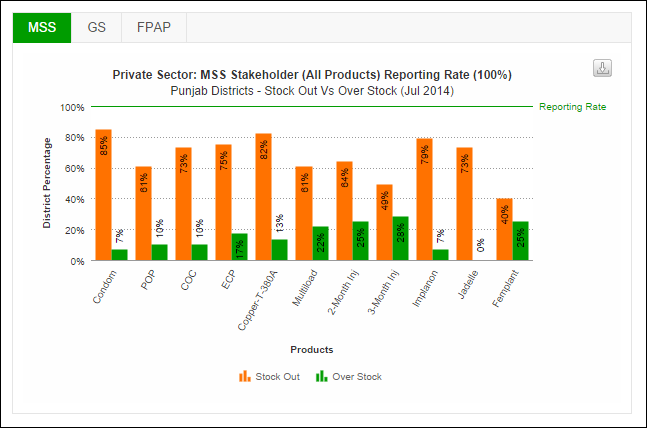 MSS GS FPAP
Private Sector: MSS Stakeholder (All Products) Reporting Rate (100%)
Punjab Districts - Stock Out Vs Over Stock (Jul 2014)
100% Reporting Rate
80%
60%
40%
20%
0%
District Percentage
85% 7% 61% 10% 73% 10% 75% 17% 82% 13% 61% 22% 64% 25% 49% 28% 79% 7% 73% 0% 40% 25%
Condom POP COC ECP Copper-T-380A Multiload 2-Month Inj 3-Month Inj Implanon Jadelle Femplant
Products
Stock Out Over Stock